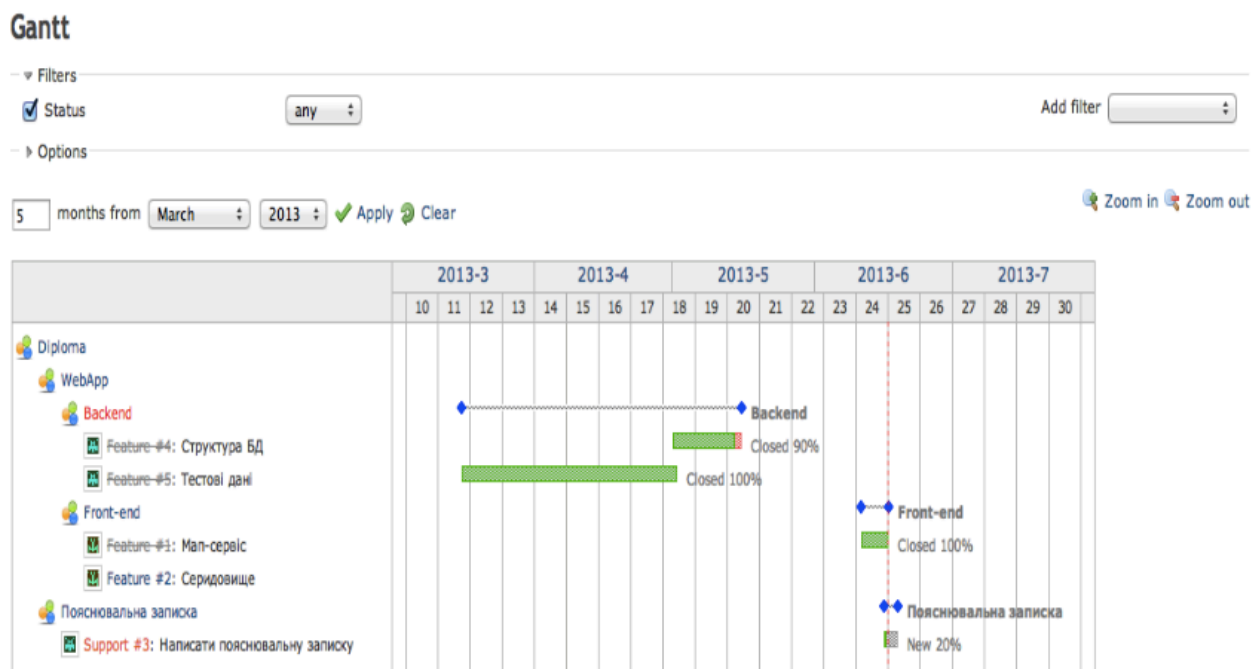 Gantt
Filters
Status any Add filter
Options
5 months from March 2013 Apply Clear Zoom in Zoom out
2013-3 2013-4 2013-5 2013-6 2013-7
10 11 12 13 14 15 16 17 18 19 20 21 22 23 24 25 26 27 28 29 30
Diploma
WebApp
Backend Backend
Feature #4: Структура БД Closed 90%
Feature #5: Тестові дані Closed 100%
Front-end Front-end
Feature #1: Мап-сервіс Closed 100%
Feature #2: Серидовище
Пояснювальна записка Пояснювальна записка
Support #3: Написати пояснювальну записку New 20%